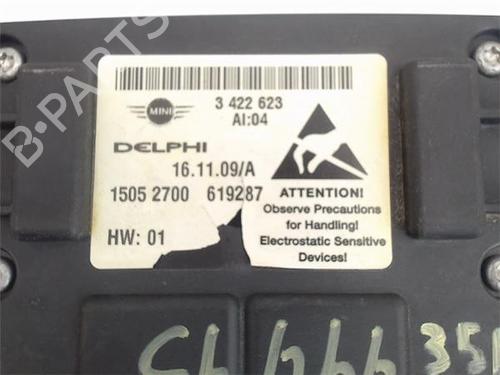 B-PARTS
MINI
3 422 623
AI:04
DELPHI
16.11.09/A
1505 2700 619287
HW: 01
ATTENTION!
Observe Precautions
for Handling!
Electrostatic Sensitive
Devices!